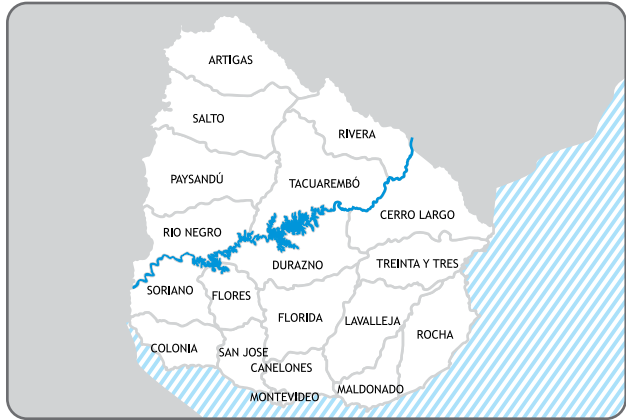 ARTIGAS
SALTO
RIVERA
PAYSANDÚ
TACUAREMBÓ
CERRO LARGO
RIO NEGRO
DURAZNO
TREINTA Y TRES
SORIANO
FLORES
FLORIDA
LAVALLEJA
ROCHA
COLONIA
SAN JOSE
CANELONES
MALDONADO
MONTEVIDEO